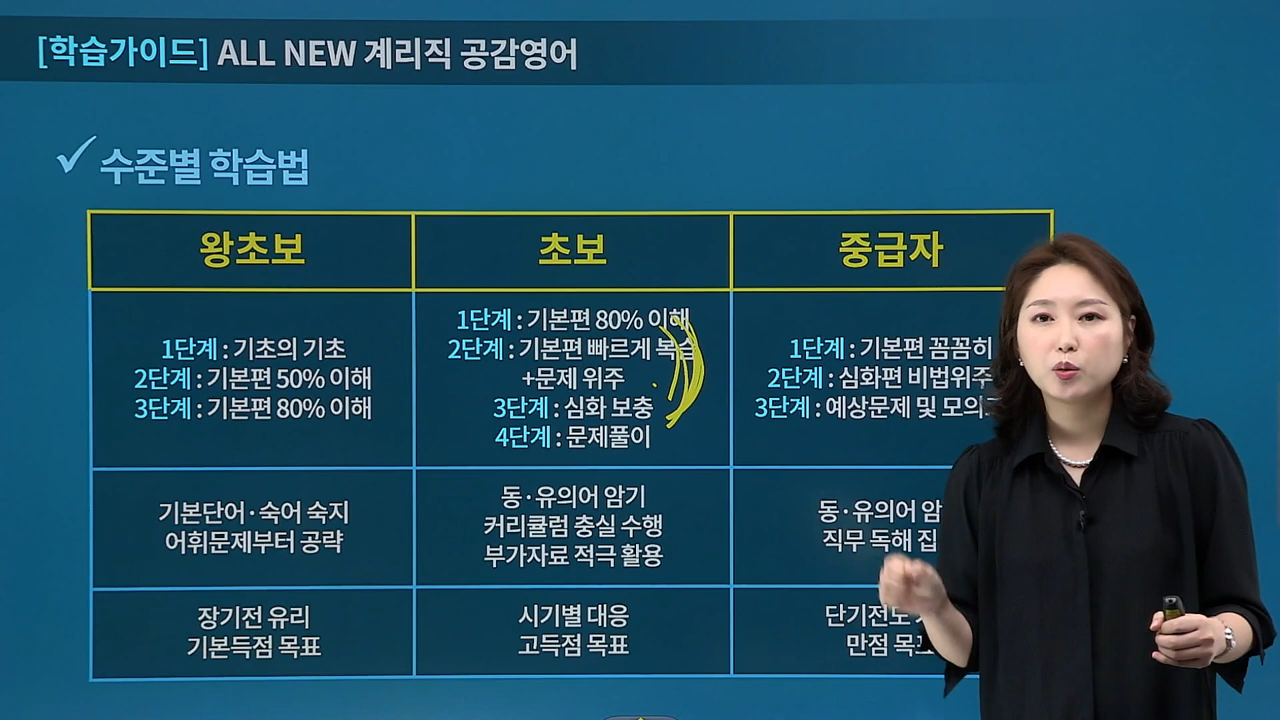 [학습가이드] ALL NEW 계리직 공감영어
수준별 학습법
왕초보
초보
중급자
1단계 : 기초의 기초
2단계 : 기본편 50% 이해
3단계 : 기본편 80% 이해
1단계 : 기본편 80% 이해
2단계 : 기본편 빠르게 복습
+문제 위주
3단계 : 심화 보충
4단계 : 문제풀이
1단계 : 기본편 꼼꼼히
2단계 : 심화편 비법위주
3단계 : 예상문제 및
기본단어·숙어 숙지
어휘문제부터 공략
동·유의어 암기
커리큘럼 충실 수행
부가자료 적극 활용
동·유의어
직무 독해
장기전 유리
기본득점 목표
시기별 대응
고득점 목표
단기전도
만점